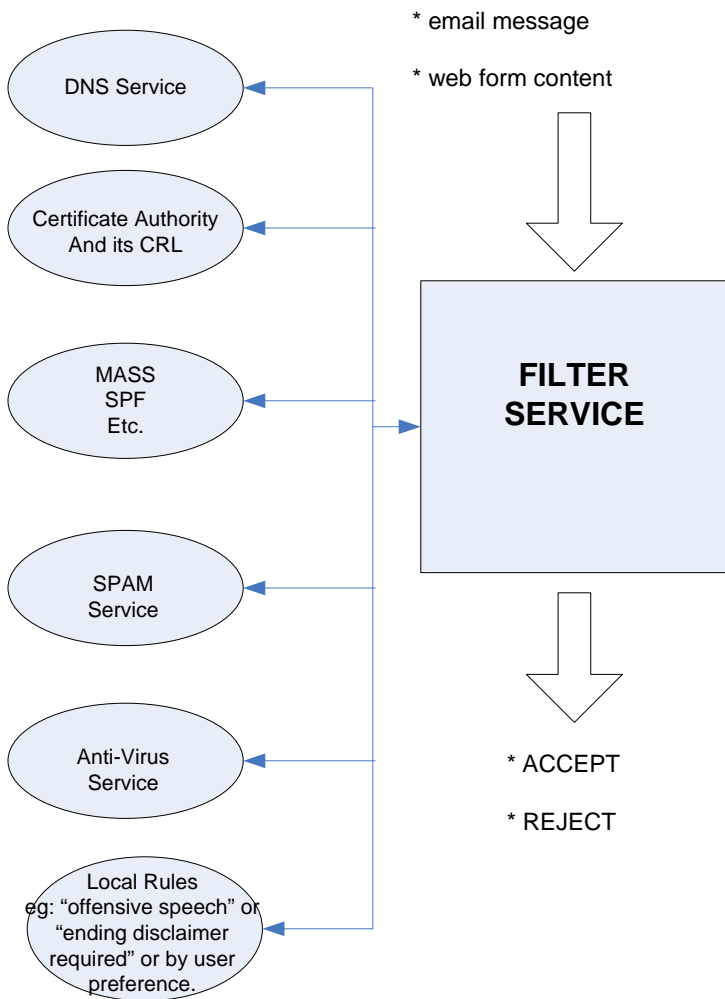 * email message
* web form content
DNS Service
Certificate Authority
And its CRL
MASS
SPF
Etc.
FILTER
SERVICE
SPAM
Service
Anti-Virus
Service
* ACCEPT
* REJECT
Local Rules
eg: “offensive speech” or
“ending disclaimer
required” or by user
preference.